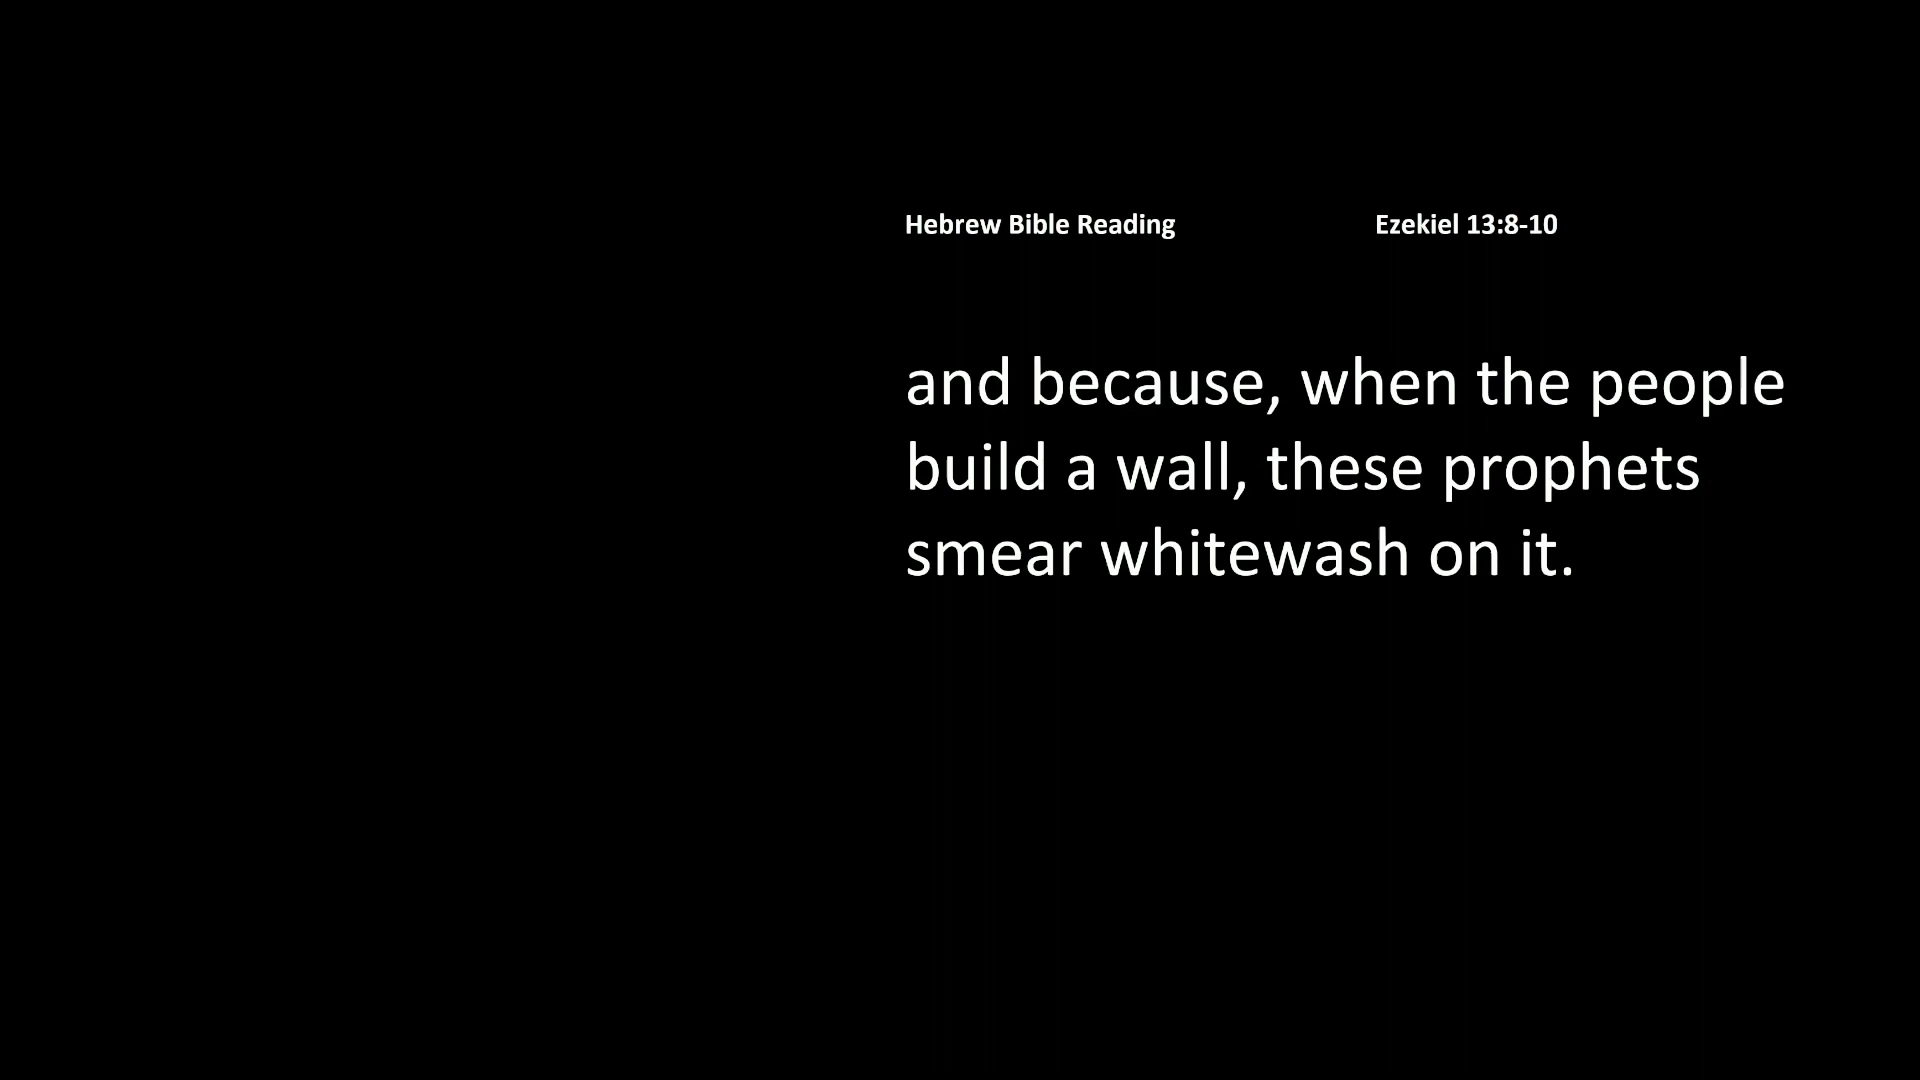 Hebrew Bible Reading Ezekiel 13:8-10
and because, when the people
build a wall, these prophets
smear whitewash on it.